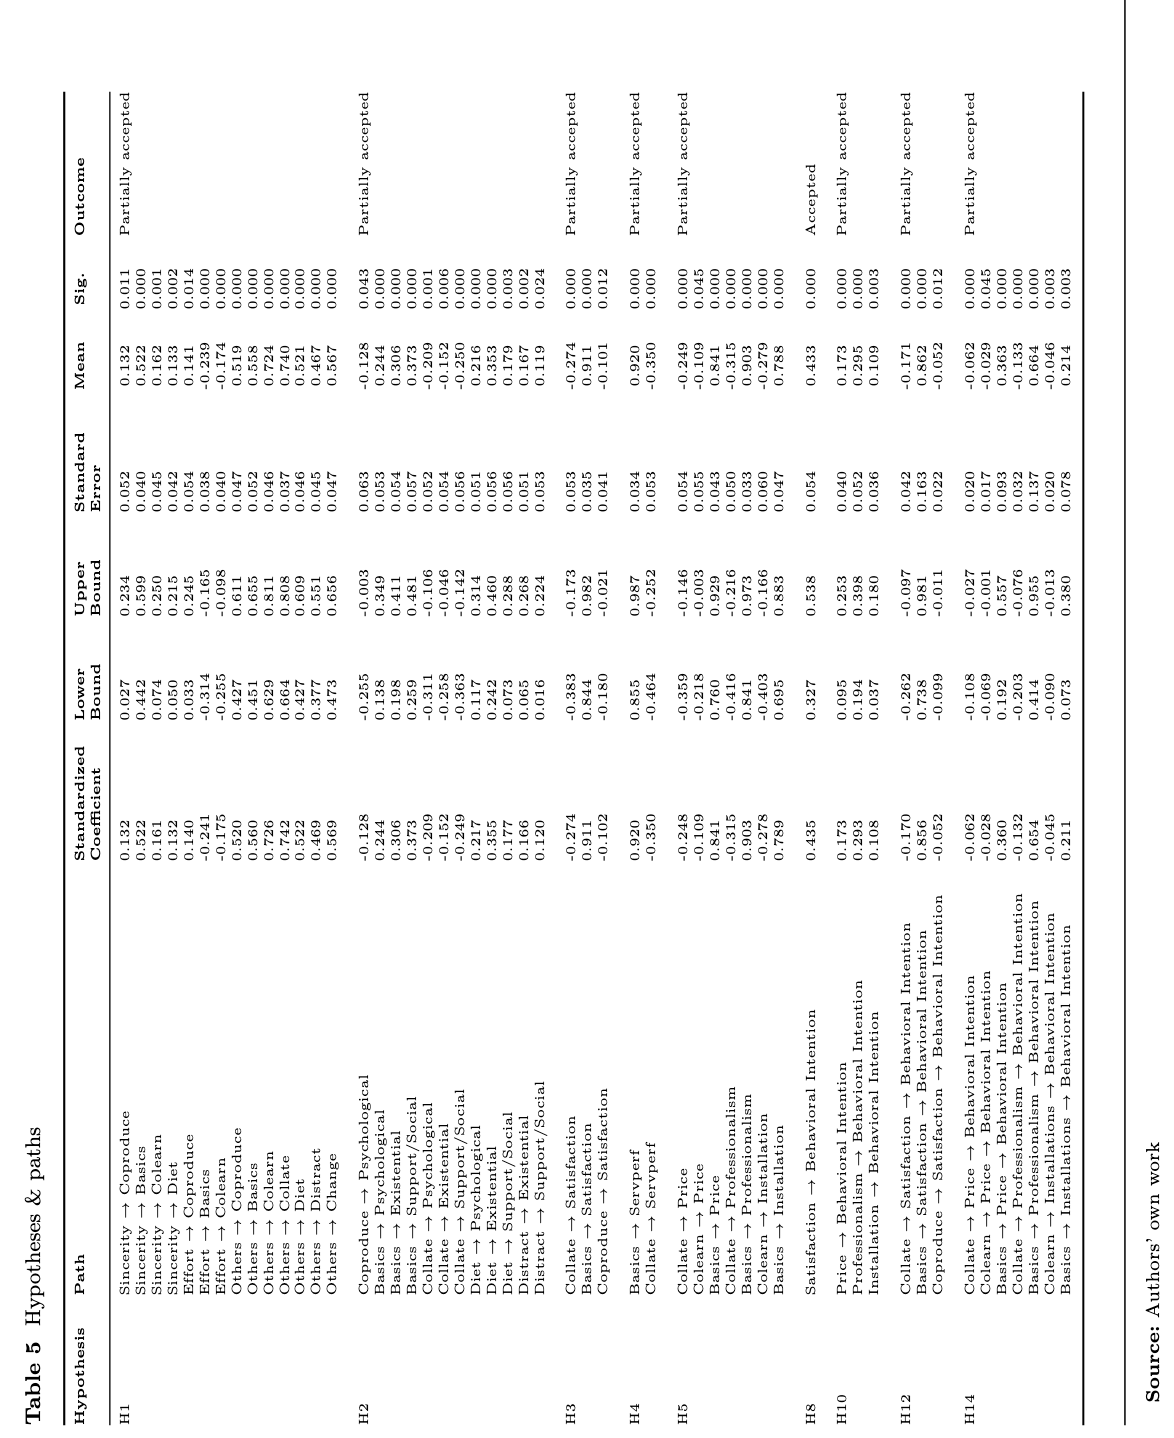 Table 5 Hypotheses & paths
Hypothesis Path Standardized Coefficient Lower Bound Upper Bound Standard Error Mean Sig. Outcome
H1 Sincerity → Coproduce 0.132 0.027 0.234 0.052 0.132 0.011 Partially accepted
Sincerity → Basics 0.522 0.442 0.599 0.040 0.522 0.000
Sincerity → Colearn 0.161 0.074 0.250 0.045 0.162 0.001
Sincerity → Diet 0.132 0.050 0.215 0.042 0.133 0.002
Effort → Coproduce 0.140 0.033 0.245 0.054 0.141 0.014
Effort → Basics -0.241 -0.314 -0.165 0.038 -0.239 0.000
Effort → Colearn -0.175 -0.255 -0.098 0.040 -0.174 0.000
Others → Coproduce 0.520 0.427 0.611 0.047 0.519 0.000
Others → Basics 0.560 0.451 0.655 0.052 0.558 0.000
Others → Colearn 0.726 0.629 0.811 0.046 0.724 0.000
Others → Collate 0.742 0.664 0.808 0.037 0.740 0.000
Others → Diet 0.522 0.427 0.609 0.046 0.521 0.000
Others → Distract 0.469 0.377 0.551 0.045 0.467 0.000
Others → Change 0.569 0.473 0.656 0.047 0.567 0.000
H2 Coproduce → Psychological -0.128 -0.255 -0.003 0.063 -0.128 0.043 Partially accepted
Basics → Psychological 0.244 0.138 0.349 0.053 0.244 0.000
Basics → Existential 0.306 0.198 0.411 0.054 0.306 0.000
Basics → Support/Social 0.373 0.259 0.481 0.057 0.373 0.000
Collate → Psychological -0.209 -0.311 -0.106 0.052 -0.209 0.001
Collate → Existential -0.152 -0.258 -0.046 0.054 -0.152 0.006
Collate → Support/Social -0.249 -0.363 -0.142 0.056 -0.250 0.000
Diet → Psychological 0.217 0.117 0.314 0.051 0.216 0.000
Diet → Existential 0.355 0.242 0.460 0.056 0.353 0.000
Diet → Support/Social 0.177 0.073 0.288 0.056 0.179 0.003
Distract → Existential 0.166 0.065 0.268 0.051 0.167 0.002
Distract → Support/Social 0.120 0.016 0.224 0.053 0.119 0.024
H3 Collate → Satisfaction -0.274 -0.383 -0.173 0.053 -0.274 0.000 Partially accepted
Basics → Satisfaction 0.911 0.844 0.982 0.035 0.911 0.000
Coproduce → Satisfaction -0.102 -0.180 -0.021 0.041 -0.101 0.012
H4 Basics → Servperf 0.920 0.855 0.987 0.034 0.920 0.000 Partially accepted
Collate → Servperf -0.350 -0.464 -0.252 0.053 -0.350 0.000
H5 Collate → Price -0.248 -0.359 -0.146 0.054 -0.249 0.000 Partially accepted
Colearn → Price -0.109 -0.218 -0.003 0.055 -0.109 0.045
Basics → Price 0.841 0.760 0.929 0.043 0.841 0.000
Collate → Professionalism -0.315 -0.416 -0.216 0.050 -0.315 0.000
Basics → Professionalism 0.903 0.841 0.973 0.033 0.903 0.000
Colearn → Installation -0.278 -0.403 -0.166 0.060 -0.279 0.000
Basics → Installation 0.789 0.695 0.883 0.047 0.788 0.000
H8 Satisfaction → Behavioral Intention 0.435 0.327 0.538 0.054 0.433 0.000 Accepted
H10 Price → Behavioral Intention 0.173 0.095 0.253 0.040 0.173 0.000 Partially accepted
Professionalism → Behavioral Intention 0.293 0.194 0.398 0.052 0.295 0.000
Installation → Behavioral Intention 0.108 0.037 0.180 0.036 0.109 0.003
H12 Collate → Satisfaction → Behavioral Intention -0.170 -0.262 -0.097 0.042 -0.171 0.000 Partially accepted
Basics → Satisfaction → Behavioral Intention 0.856 0.738 0.981 0.163 0.862 0.000
Coproduce → Satisfaction → Behavioral Intention -0.052 -0.099 -0.011 0.022 -0.052 0.012
H14 Collate → Price → Behavioral Intention -0.062 -0.108 -0.027 0.020 -0.062 0.000 Partially accepted
Colearn → Price → Behavioral Intention -0.028 -0.069 -0.001 0.017 -0.029 0.045
Basics → Price → Behavioral Intention 0.360 0.192 0.557 0.093 0.363 0.000
Collate → Professionalism → Behavioral Intention -0.132 -0.203 -0.076 0.032 -0.133 0.000
Basics → Professionalism → Behavioral Intention 0.654 0.414 0.955 0.137 0.664 0.000
Colearn → Installations → Behavioral Intention -0.045 -0.090 -0.013 0.020 -0.046 0.003
Basics → Installations → Behavioral Intention 0.211 0.073 0.380 0.078 0.214 0.003
Source: Authors' own work